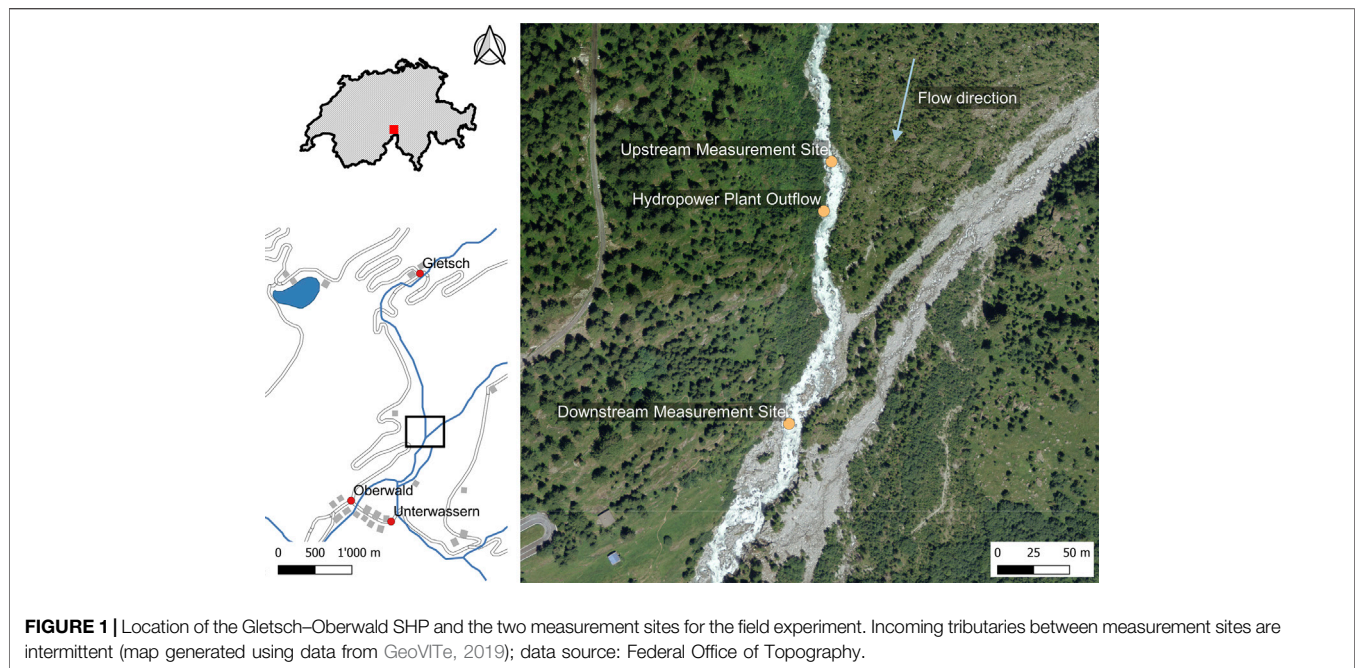 Upstream Measurement Site
Flow direction
Hydropower Plant Outflow
Gletsch
Downstream Measurement Site
Oberwald
Unterwassern
0 500 1'000 m
0 25 50 m
FIGURE 1 | Location of the Gletsch–Oberwald SHP and the two measurement sites for the field experiment. Incoming tributaries between measurement sites are
intermittent (map generated using data from GeoVITe, 2019); data source: Federal Office of Topography.